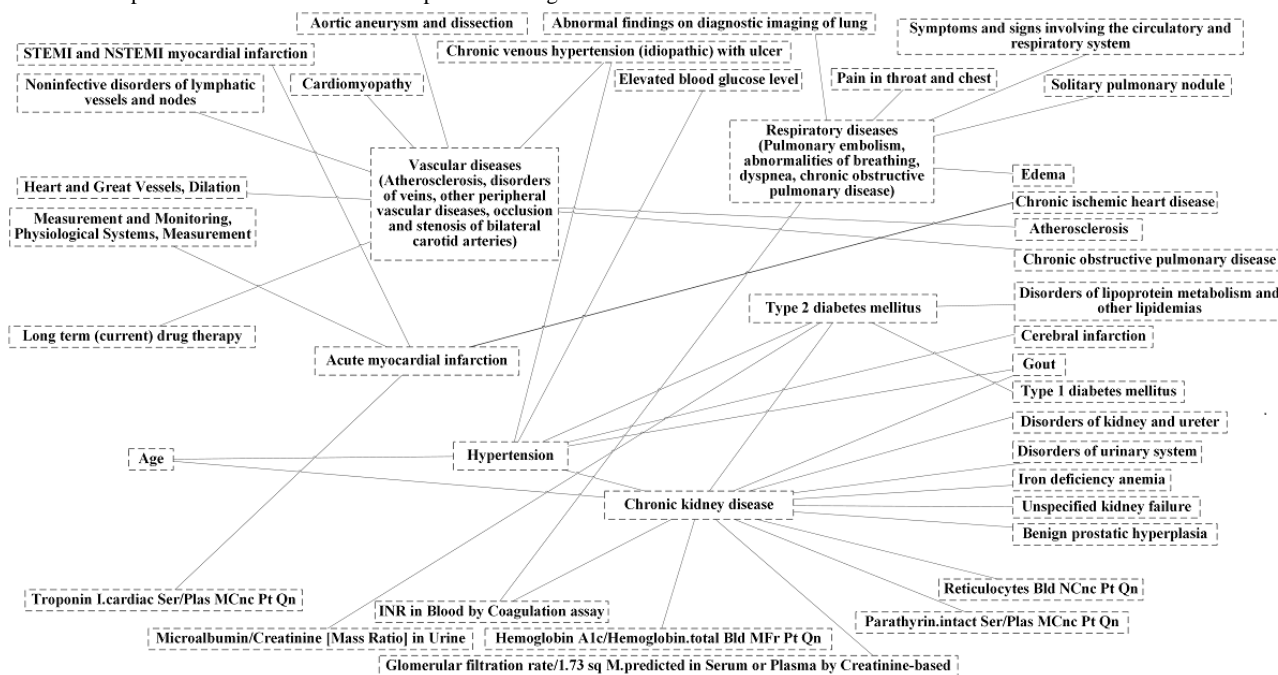 Aortic aneurysm and dissection
Abnormal findings on diagnostic imaging of lung
Symptoms and signs involving the circulatory and
respiratory system
STEMI and NSTEMI myocardial infarction
Chronic venous hypertension (idiopathic) with ulcer
Elevated blood glucose level
Pain in throat and chest
Noninfective disorders of lymphatic
vessels and nodes
Cardiomyopathy
Solitary pulmonary nodule
Vascular diseases
(Atherosclerosis, disorders
of veins, other peripheral
vascular diseases, occlusion
and stenosis of bilateral
carotid arteries)
Respiratory diseases
(Pulmonary embolism,
abnormalities of breathing,
dyspnea, chronic obstructive
pulmonary disease)
Heart and Great Vessels, Dilation
Edema
Measurement and Monitoring,
Physiological Systems, Measurement
Chronic ischemic heart disease
Atherosclerosis
Chronic obstructive pulmonary disease
Type 2 diabetes mellitus
Disorders of lipoprotein metabolism and
other lipidemias
Long term (current) drug therapy
Acute myocardial infarction
Cerebral infarction
Gout
Type 1 diabetes mellitus
Disorders of kidney and ureter
Age
Hypertension
Disorders of urinary system
Iron deficiency anemia
Chronic kidney disease
Unspecified kidney failure
Benign prostatic hyperplasia
Troponin I.cardiac Ser/Plas MCnc Pt Qn
INR in Blood by Coagulation assay
Reticulocytes Bld NCnc Pt Qn
Parathyrin.intact Ser/Plas MCnc Pt Qn
Microalbumin/Creatinine [Mass Ratio] in Urine
Hemoglobin A1c/Hemoglobin.total Bld MFr Pt Qn
Glomerular filtration rate/1.73 sq M.predicted in Serum or Plasma by Creatinine-based